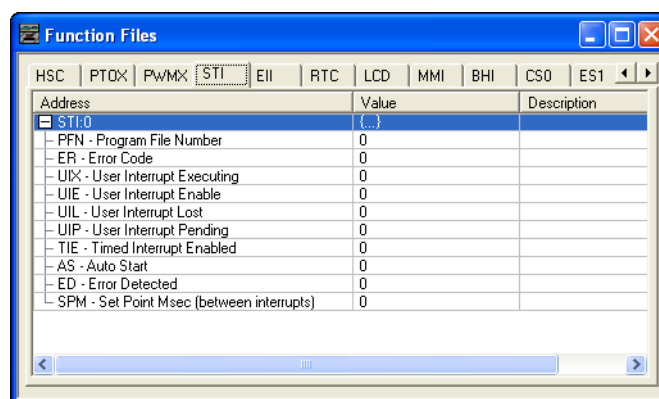 Function Files
HSC PTOX PWMX STI EII RTC LCD MMI BHI CS0 ES1
Address Value Description
STI:0 {...}
PFN - Program File Number 0
ER - Error Code 0
UIX - User Interrupt Executing 0
UIE - User Interrupt Enable 0
UIL - User Interrupt Lost 0
UIP - User Interrupt Pending 0
TIE - Timed Interrupt Enabled 0
AS - Auto Start 0
ED - Error Detected 0
SPM - Set Point Msec (between interrupts) 0